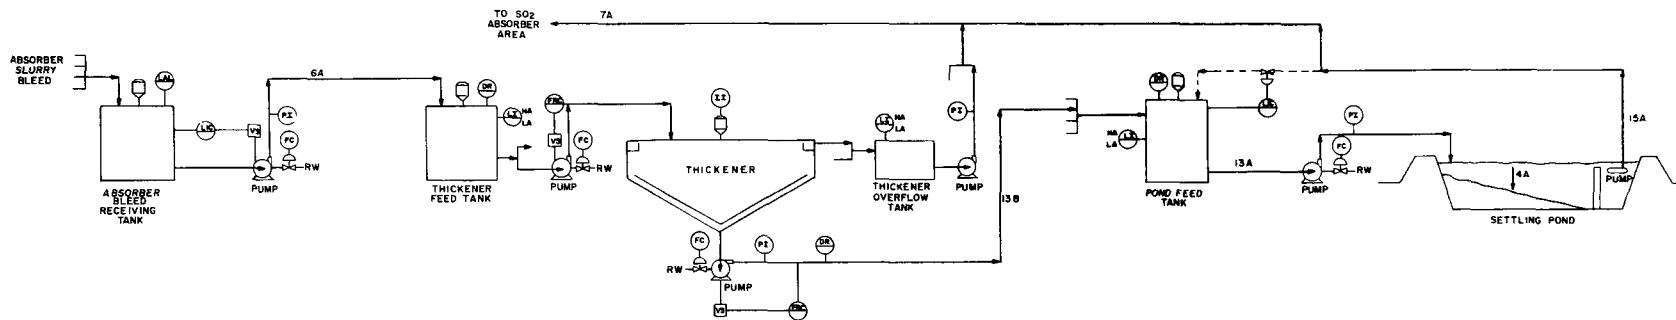 TO SO2
ABSORBER
AREA
7A
ABSORBER
SLURRY
BLEED
LAL
LIC
VS
PI
FC
RW
PUMP
ABSORBER
BLEED
RECEIVING
TANK
6A
DR
LI
HA
LA
THICKENER
FEED TANK
FRC
VS
FC
RW
PUMP
II
THICKENER
LI
HA
LA
THICKENER
OVERFLOW
TANK
PI
PUMP
FC
RW
PUMP
PI
DR
VS
FRC
13B
DR
LIC
HA
LA
LI
POND FEED
TANK
13A
PUMP
PI
FC
RW
4A
PUMP
15A
SETTLING POND